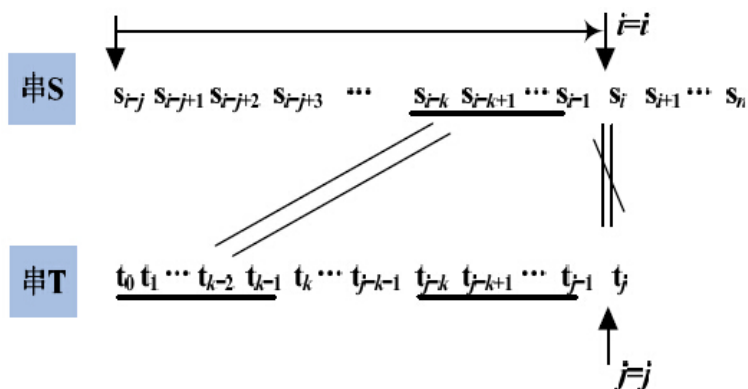 i=i
串S s_{i-j} s_{i-j+1} s_{i-j+2} s_{i-j+3} ··· s_{i-k} s_{i-k+1} ··· s_{i-1} s_i s_{i+1} ··· s_n
串T t_0 t_1 ··· t_{k-2} t_{k-1} t_k ··· t_{j-k-1} t_{j-k} t_{j-k+1} ··· t_{j-1} t_j
j=j